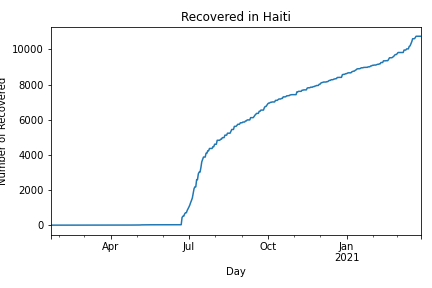 Recovered in Haiti
Number of Recovered
10000
8000
6000
4000
2000
0
Apr
Jul
Oct
Jan
2021
Day